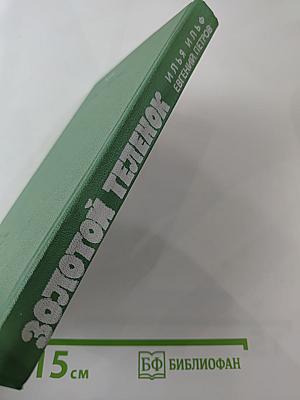 ИЛЬЯ ИЛЬФ
ЕВГЕНИЙ ПЕТРОВ
ЗОЛОТОЙ ТЕЛЕНОК
15 см
БФ БИБЛИОФАН